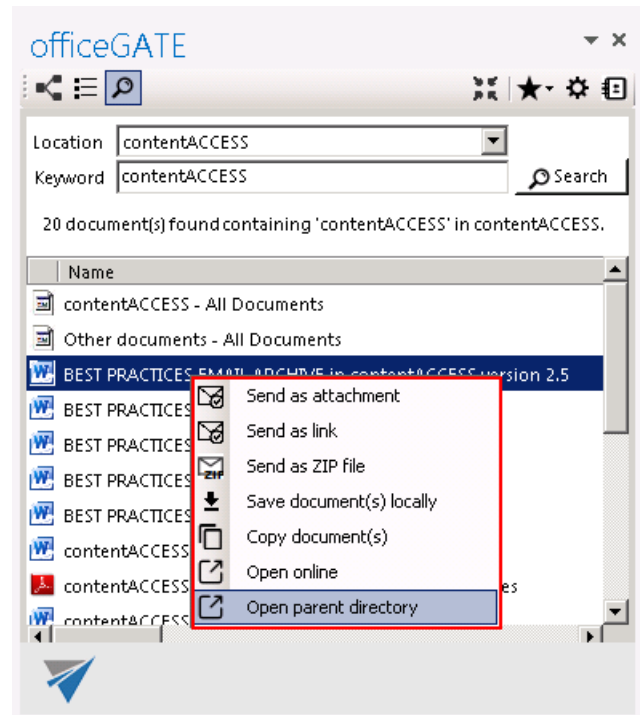 officeGATE
Location contentACCESS
Keyword contentACCESS Search
20 document(s) found containing 'contentACCESS' in contentACCESS.
Name
contentACCESS - All Documents
Other documents - All Documents
BEST PRACTICES EMAIL ARCHIVE in contentACCESS version 2.5
BEST PRACTICES
Send as attachment
BEST PRACTICES
Send as link
BEST PRACTICES
ZIP Send as ZIP file
BEST PRACTICES
Save document(s) locally
contentACCESS
Copy document(s)
contentACCESS es
Open online
contentACCESS
Open parent directory